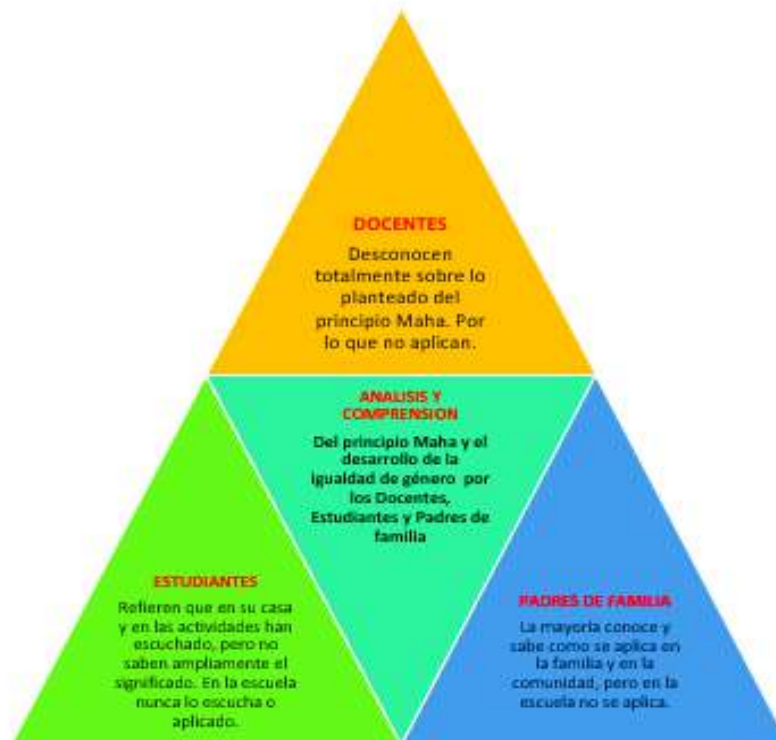 DOCENTES
Desconocen
totalmente sobre lo
planteado del
principio Maha. Por
lo que no aplican.
ANALISIS Y
COMPRENSION
Del principio Maha y el
desarrollo de la
igualdad de género por
los Docentes,
Estudiantes y Padres de
familia
ESTUDIANTES
Refieren que en su casa
y en las actividades han
escuchado, pero no
saben ampliamente el
significado. En la escuela
nunca lo escucha o
aplicado.
PADRES DE FAMILIA
La mayoría conoce y
sabe como se aplica en
la familia y en la
comunidad, pero en la
escuela no se aplica.